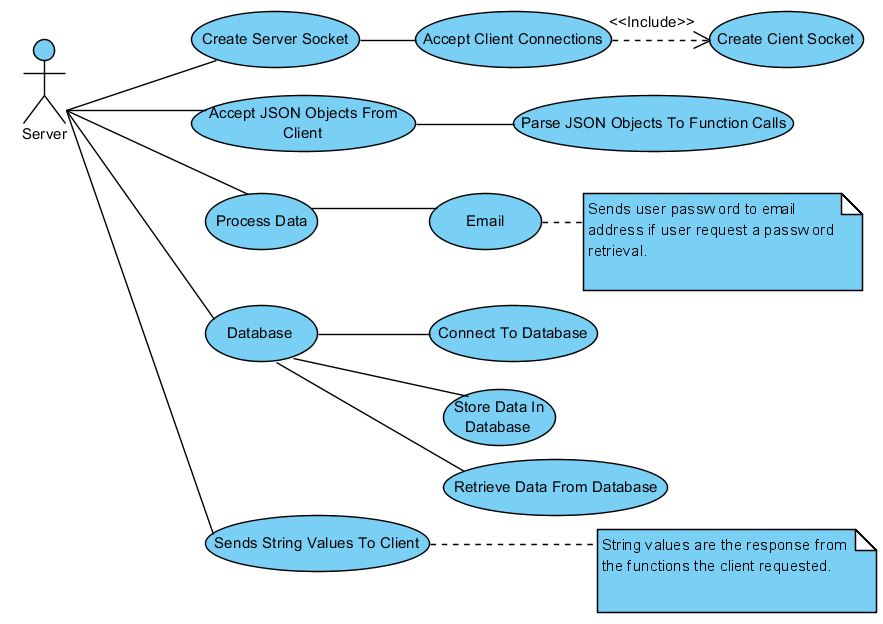 <<Include>>
Create Server Socket
Accept Client Connections
Create Cient Socket
Server
Accept JSON Objects From
Client
Parse JSON Objects To Function Calls
Process Data
Email
Sends user password to email
address if user request a password
retrieval.
Database
Connect To Database
Store Data In
Database
Retrieve Data From Database
Sends String Values To Client
String values are the response from
the functions the client requested.